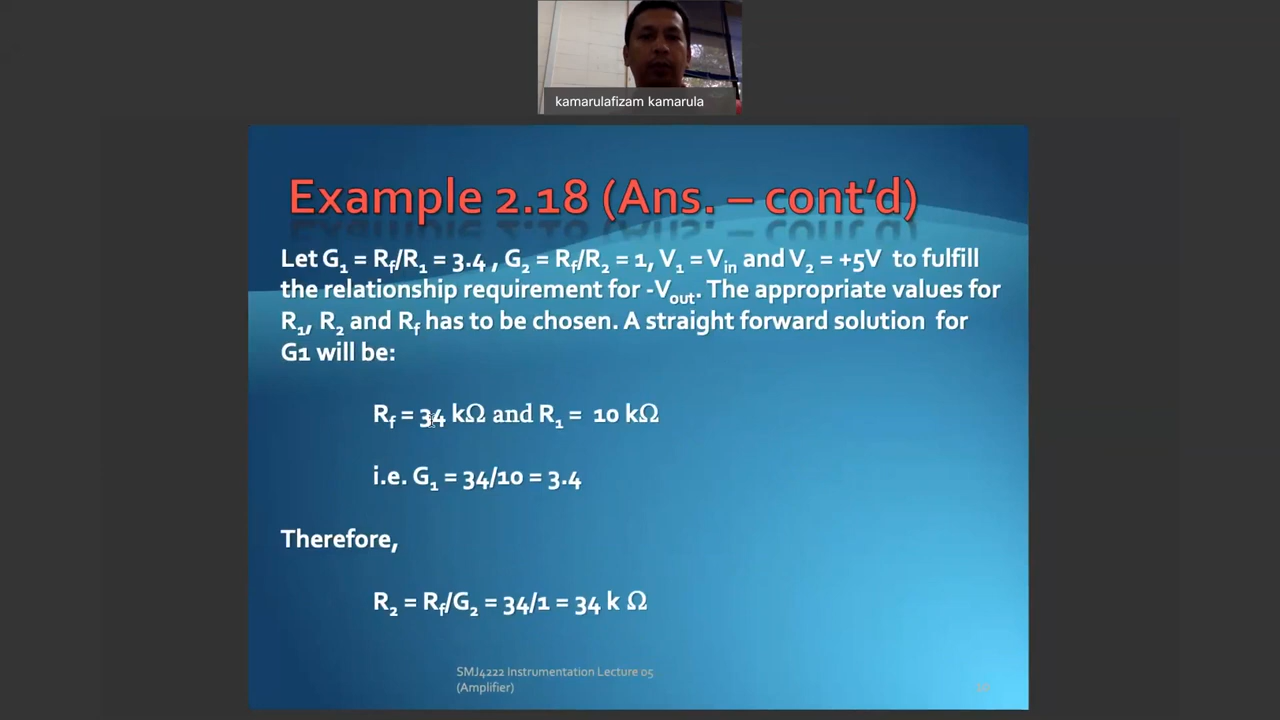 kamarulafizam kamarula
Example 2.18 (Ans. – cont’d)
Let G₁ = R_f/R₁ = 3.4 , G₂ = R_f/R₂ = 1, V₁ = V_in and V₂ = +5V to fulfill
the relationship requirement for -V_out. The appropriate values for
R₁, R₂ and R_f has to be chosen. A straight forward solution for
G1 will be:
R_f = 34 kΩ and R₁ = 10 kΩ
i.e. G₁ = 34/10 = 3.4
Therefore,
R₂ = R_f/G₂ = 34/1 = 34 k Ω
SMJ4222 Instrumentation Lecture 05
(Amplifier)